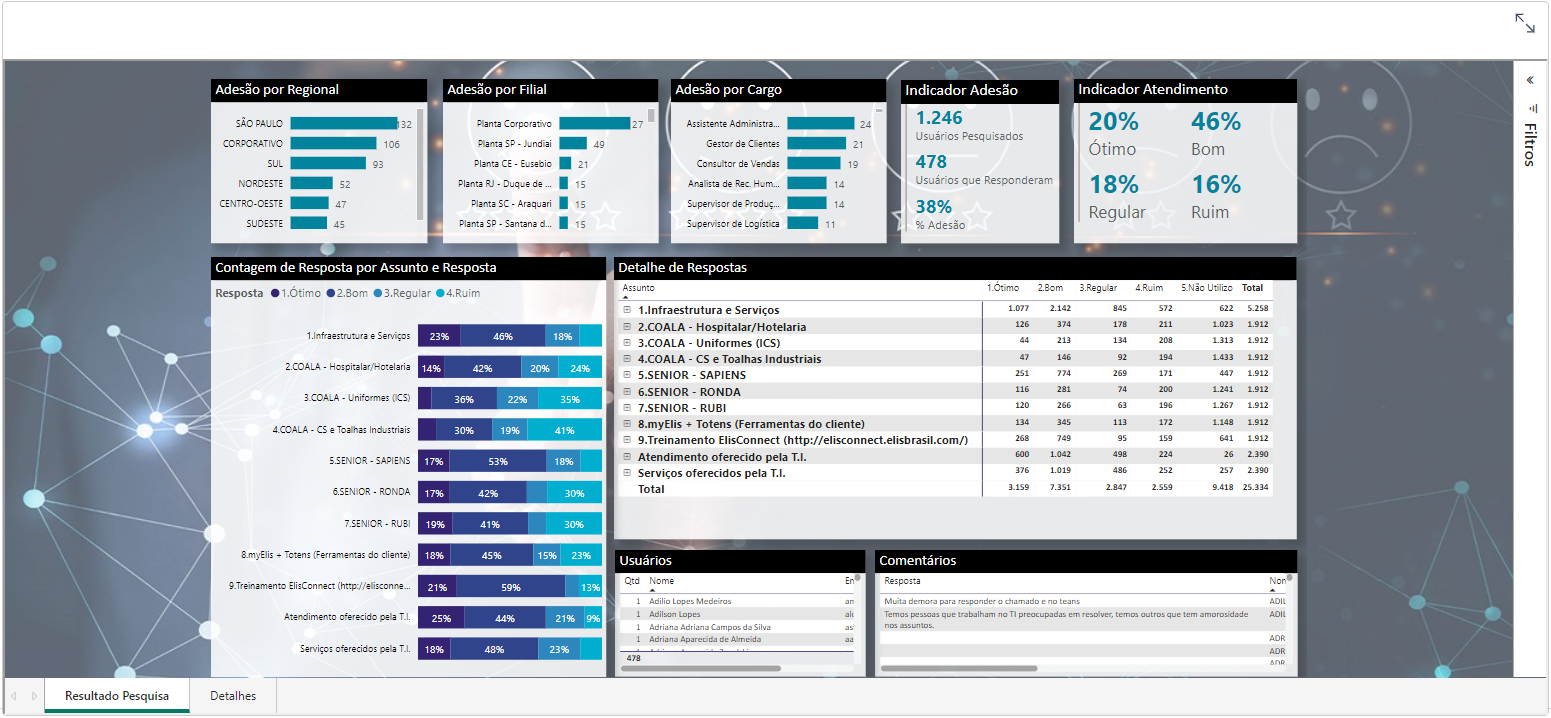 Adesão por Regional
SÃO PAULO 132
CORPORATIVO 106
SUL 93
NORDESTE 52
CENTRO-OESTE 47
SUDESTE 45
Adesão por Filial
Planta Corporativo 27
Planta SP - Jundiai 49
Planta CE - Eusebio 21
Planta RJ - Duque de ... 15
Planta SC - Araquari 15
Planta SP - Santana d... 15
Adesão por Cargo
Assistente Administra... 24
Gestor de Clientes 21
Consultor de Vendas 19
Analista de Rec. Hum... 14
Supervisor de Produç... 14
Supervisor de Logística 11
Indicador Adesão
1.246
Usuários Pesquisados
478
Usuários que Responderam
38%
% Adesão
Indicador Atendimento
20% 46%
Ótimo Bom
18% 16%
Regular Ruim
Filtros
Contagem de Resposta por Assunto e Resposta
Resposta 1.Ótimo 2.Bom 3.Regular 4.Ruim
1.Infraestrutura e Serviços 23% 46% 18%
2.COALA - Hospitalar/Hotelaria 14% 42% 20% 24%
3.COALA - Uniformes (ICS) 36% 22% 35%
4.COALA - CS e Toalhas Industriais 30% 19% 41%
5.SENIOR - SAPIENS 17% 53% 18%
6.SENIOR - RONDA 17% 42% 30%
7.SENIOR - RUBI 19% 41% 30%
8.myElis + Totens (Ferramentas do cliente) 18% 45% 15% 23%
9.Treinamento ElisConnect (http://elisconne... 21% 59% 13%
Atendimento oferecido pela T.I. 25% 44% 21% 9%
Serviços oferecidos pela T.I. 18% 48% 23%
Detalhe de Respostas
Assunto 1.Ótimo 2.Bom 3.Regular 4.Ruim 5.Não Utilizo Total
1.Infraestrutura e Serviços 1.077 2.142 845 572 622 5.258
2.COALA - Hospitalar/Hotelaria 126 374 178 211 1.023 1.912
3.COALA - Uniformes (ICS) 44 213 134 208 1.313 1.912
4.COALA - CS e Toalhas Industriais 47 146 92 194 1.433 1.912
5.SENIOR - SAPIENS 251 774 269 171 447 1.912
6.SENIOR - RONDA 116 281 74 200 1.241 1.912
7.SENIOR - RUBI 120 266 63 196 1.267 1.912
8.myElis + Totens (Ferramentas do cliente) 134 345 113 172 1.148 1.912
9.Treinamento ElisConnect (http://elisconnect.elisbrasil.com/) 268 749 95 159 641 1.912
Atendimento oferecido pela T.I. 600 1.042 498 224 26 2.390
Serviços oferecidos pela T.I. 376 1.019 486 252 257 2.390
Total 3.159 7.351 2.847 2.559 9.418 25.334
Usuários
Qtd Nome En
1 Adilio Lopes Medeiros an
1 Adilson Lopes alc
1 Adriana Adriana Campos da Silva as
1 Adriana Aparecida de Almeida aa
478
Comentários
Resposta Non
Muita demora para responder o chamado e no teans ADIL
Temos pessoas que trabalham no TI preocupadas em resolver, temos outros que tem amorosidade ADIL
nos assuntos.
ADR
ADR
ADR
Resultado Pesquisa Detalhes